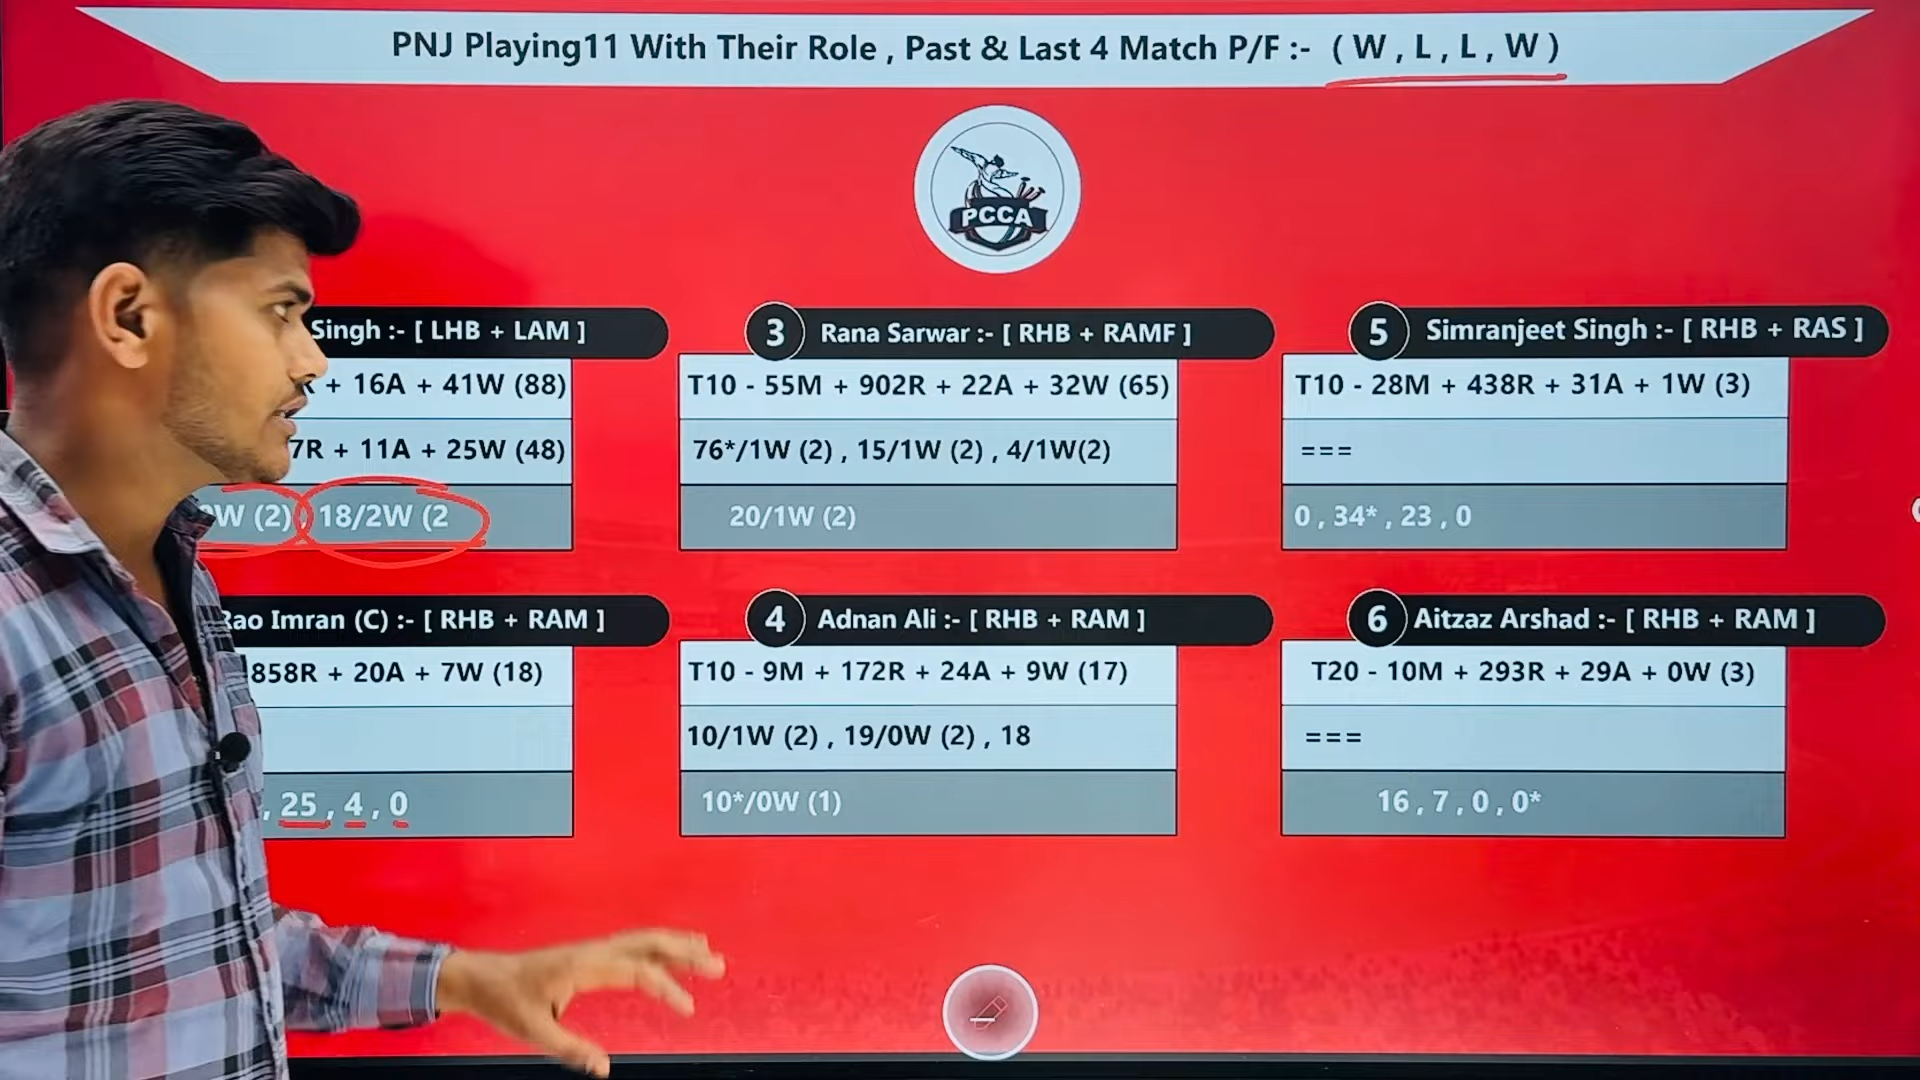 PNJ Playing11 With Their Role , Past & Last 4 Match P/F :- ( W , L , L , W )
PCCA
Singh :- [ LHB + LAM ]
+ 16A + 41W (88)
7R + 11A + 25W (48)
W (2) , 18/2W (2
Rao Imran (C) :- [ RHB + RAM ]
858R + 20A + 7W (18)
, 25 , 4 , 0
3 Rana Sarwar :- [ RHB + RAMF ]
T10 - 55M + 902R + 22A + 32W (65)
76*/1W (2) , 15/1W (2) , 4/1W(2)
20/1W (2)
4 Adnan Ali :- [ RHB + RAM ]
T10 - 9M + 172R + 24A + 9W (17)
10/1W (2) , 19/0W (2) , 18
10*/0W (1)
5 Simranjeet Singh :- [ RHB + RAS ]
T10 - 28M + 438R + 31A + 1W (3)
===
0 , 34* , 23 , 0
6 Aitzaz Arshad :- [ RHB + RAM ]
T20 - 10M + 293R + 29A + 0W (3)
===
16 , 7 , 0 , 0*